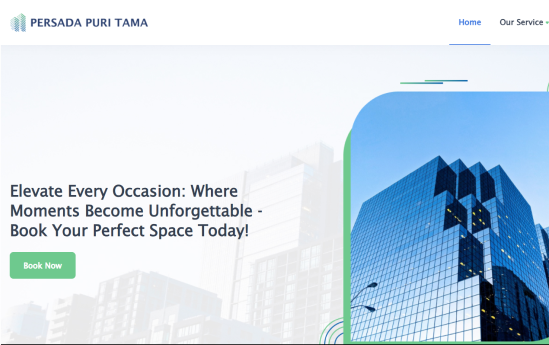 PERSADA PURI TAMA
Home
Our Service
Elevate Every Occasion: Where
Moments Become Unforgettable -
Book Your Perfect Space Today!
Book Now